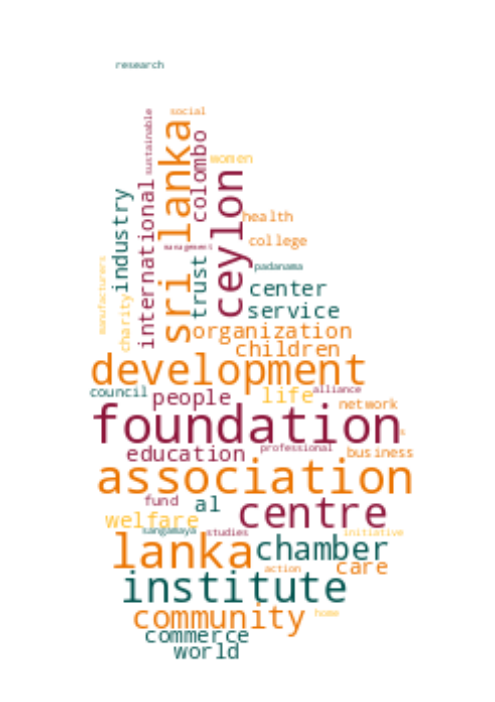 research
social
sustainable
sri lanka
colombo
women
ceylon
international
industry
health
college
management
padanama
trust
center
manufacturers
charity
service
organization
children
development
council
people
life
alliance
network
foundation
s
education
professional
business
association
fund
al
centre
welfare
sangamaya
studies
initiative
lanka
chamber
action
care
institute
community
home
commerce
world